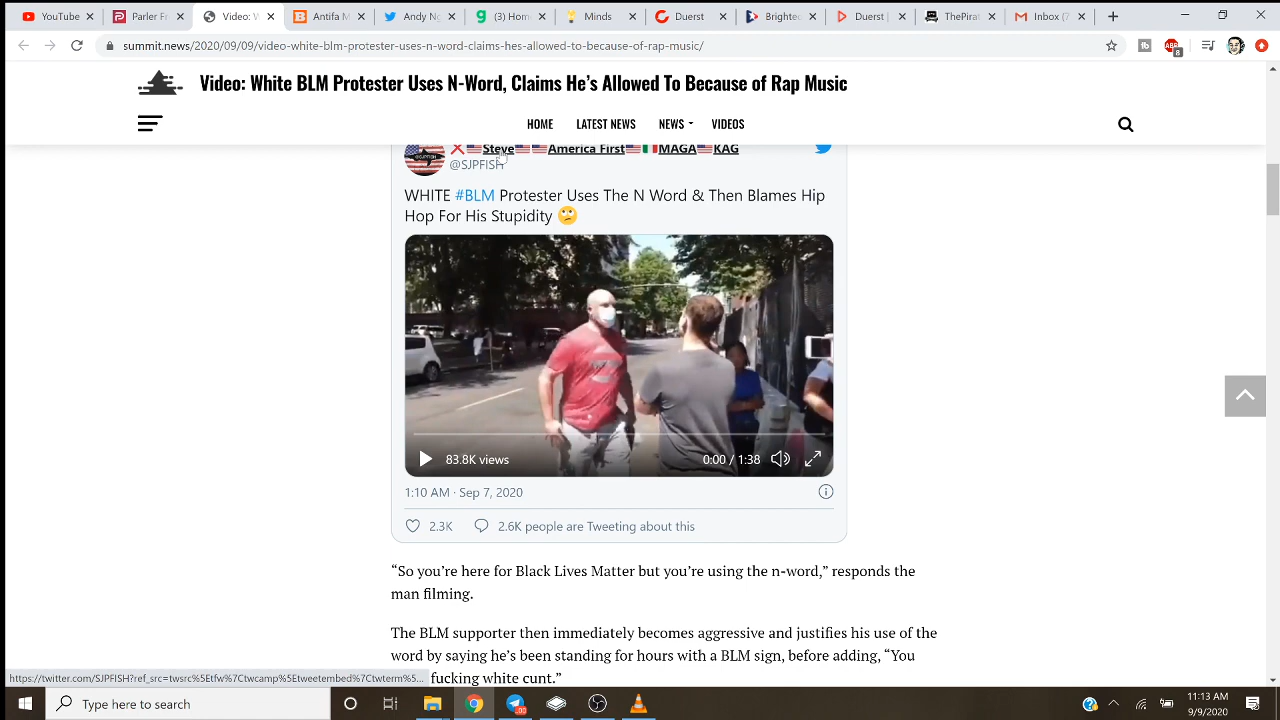 YouTube
Parler Fr
Video: W
Antifa M
Andy Ng
(3) Hom
Minds
Duerst
Brighte
Duerst |
ThePirat
Inbox (7
summit.news/2020/09/09/video-white-blm-protester-uses-n-word-claims-hes-allowed-to-because-of-rap-music/
8
Video: White BLM Protester Uses N-Word, Claims He's Allowed To Because of Rap Music
HOME LATEST NEWS NEWS VIDEOS
❌🇺🇸Steve🇺🇸🇺🇸America First🇺🇸🇮🇹MAGA🇺🇸KAG
@SJPFISH
WHITE #BLM Protester Uses The N Word & Then Blames Hip
Hop For His Stupidity 🙄
83.8K views 0:00 / 1:38
1:10 AM · Sep 7, 2020
2.3K 2.6K people are Tweeting about this
“So you’re here for Black Lives Matter but you’re using the n-word,” responds the
man filming.
The BLM supporter then immediately becomes aggressive and justifies his use of the
word by saying he’s been standing for hours with a BLM sign, before adding, “You
fucking white cunt.”
https://twitter.com/SJPFISH?ref_src=twsrc%5Etfw%7Ctwcamp%5Etweetembed%7Ctwterm%5...
Type here to search
11:13 AM
9/9/2020